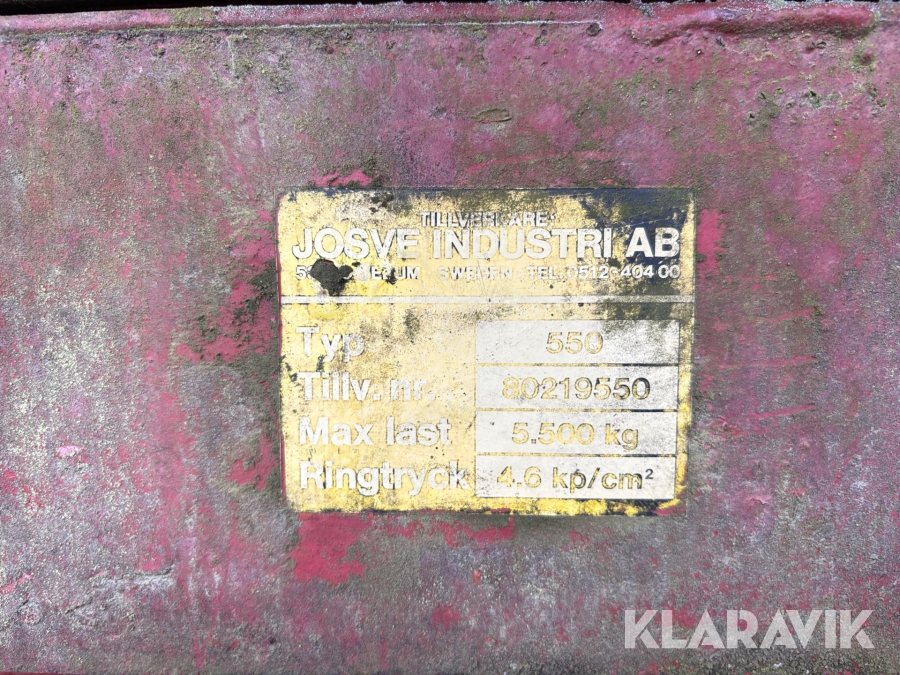 TILLVERKARE:
JOSVE INDUSTRI AB
SWEDEN TEL. 0512-404 00
Typ 550
Tillv. nr. 80219550
Max last 5.500 kg
Ringtryck 4.6 kp/cm²
KLARAVIK